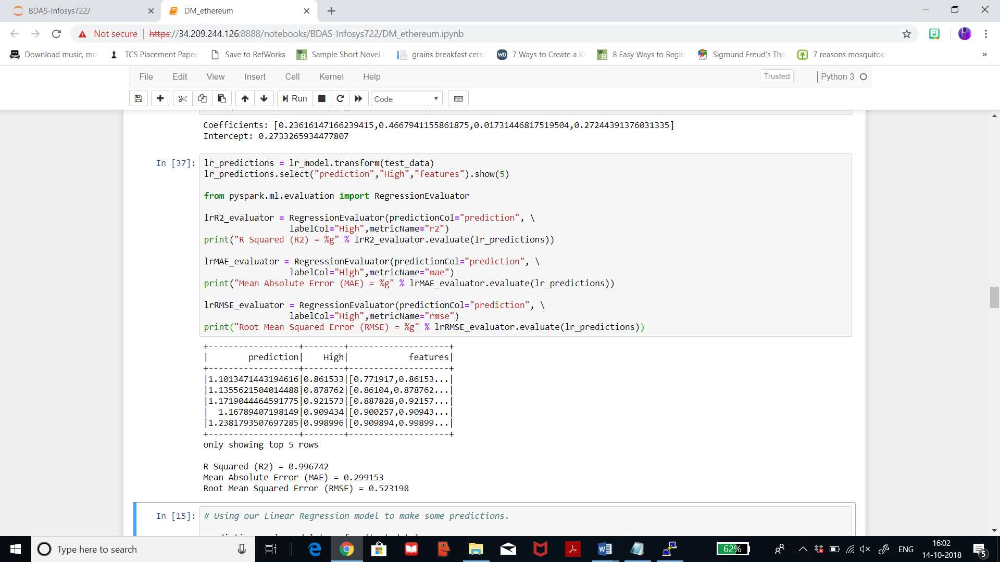 BDAS-Infosys722/
DM_ethereum
Not secure https://34.209.244.126:8888/notebooks/BDAS-Infosys722/DM_ethereum.ipynb
Download music, mo
TCS Placement Paper
Save to RefWorks
Sample Short Novel
grains breakfast cere
7 Ways to Create a Ki
8 Easy Ways to Begin
Sigmund Freud's The
7 reasons mosquitoe
»
File Edit View Insert Cell Kernel Help
Trusted
Python 3
Run
Code
Coefficients: [0.23616147166239415,0.4667941155861875,0.01731446817519504,0.27244391376031335]
Intercept: 0.2733265934477807
In [37]:
lr_predictions = lr_model.transform(test_data)
lr_predictions.select("prediction","High","features").show(5)
from pyspark.ml.evaluation import RegressionEvaluator
lrR2_evaluator = RegressionEvaluator(predictionCol="prediction", \
labelCol="High",metricName="r2")
print("R Squared (R2) = %g" % lrR2_evaluator.evaluate(lr_predictions))
lrMAE_evaluator = RegressionEvaluator(predictionCol="prediction", \
labelCol="High",metricName="mae")
print("Mean Absolute Error (MAE) = %g" % lrMAE_evaluator.evaluate(lr_predictions))
lrRMSE_evaluator = RegressionEvaluator(predictionCol="prediction", \
labelCol="High",metricName="rmse")
print("Root Mean Squared Error (RMSE) = %g" % lrRMSE_evaluator.evaluate(lr_predictions))
+------------------+--------+--------------------+
|        prediction|    High|            features|
+------------------+--------+--------------------+
|1.1013471443194616|0.861533|[0.771917,0.86153...|
|1.1355621504014488|0.878762|[0.86104,0.878762...|
|1.1719044464591775|0.921573|[0.887828,0.92157...|
|  1.16789407198149|0.909434|[0.900257,0.90943...|
|1.2381793507697285|0.998996|[0.909894,0.99899...|
+------------------+--------+--------------------+
only showing top 5 rows
R Squared (R2) = 0.996742
Mean Absolute Error (MAE) = 0.299153
Root Mean Squared Error (RMSE) = 0.523198
In [15]:
# Using our Linear Regression model to make some predictions.
Type here to search
62%
ENG
16:02
14-10-2018
5